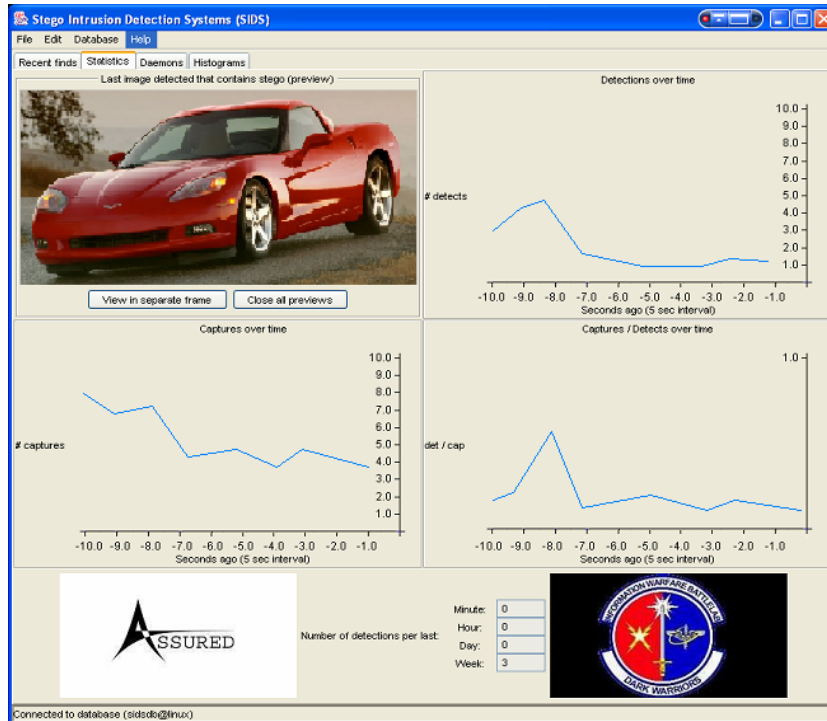 Stego Intrusion Detection Systems (SIDS)
File Edit Database Help
Recent finds Statistics Daemons Histograms
Last image detected that contains stego (preview)
View in separate frame Close all previews
Detections over time
# detects
10.0
9.0
8.0
7.0
6.0
5.0
4.0
3.0
2.0
1.0
-10.0 -9.0 -8.0 -7.0 -6.0 -5.0 -4.0 -3.0 -2.0 -1.0
Seconds ago (5 sec interval)
Captures over time
# captures
10.0
9.0
8.0
7.0
6.0
5.0
4.0
3.0
2.0
1.0
-10.0 -9.0 -8.0 -7.0 -6.0 -5.0 -4.0 -3.0 -2.0 -1.0
Seconds ago (5 sec interval)
Captures / Detects over time
det / cap
1.0
-10.0 -9.0 -8.0 -7.0 -6.0 -5.0 -4.0 -3.0 -2.0 -1.0
Seconds ago (5 sec interval)
ASSURED
Number of detections per last:
Minute: 0
Hour: 0
Day: 0
Week: 3
INFORMATION WARFARE BATTLELAB
DARK WARRIORS
Connected to database (sidsdb@linux)